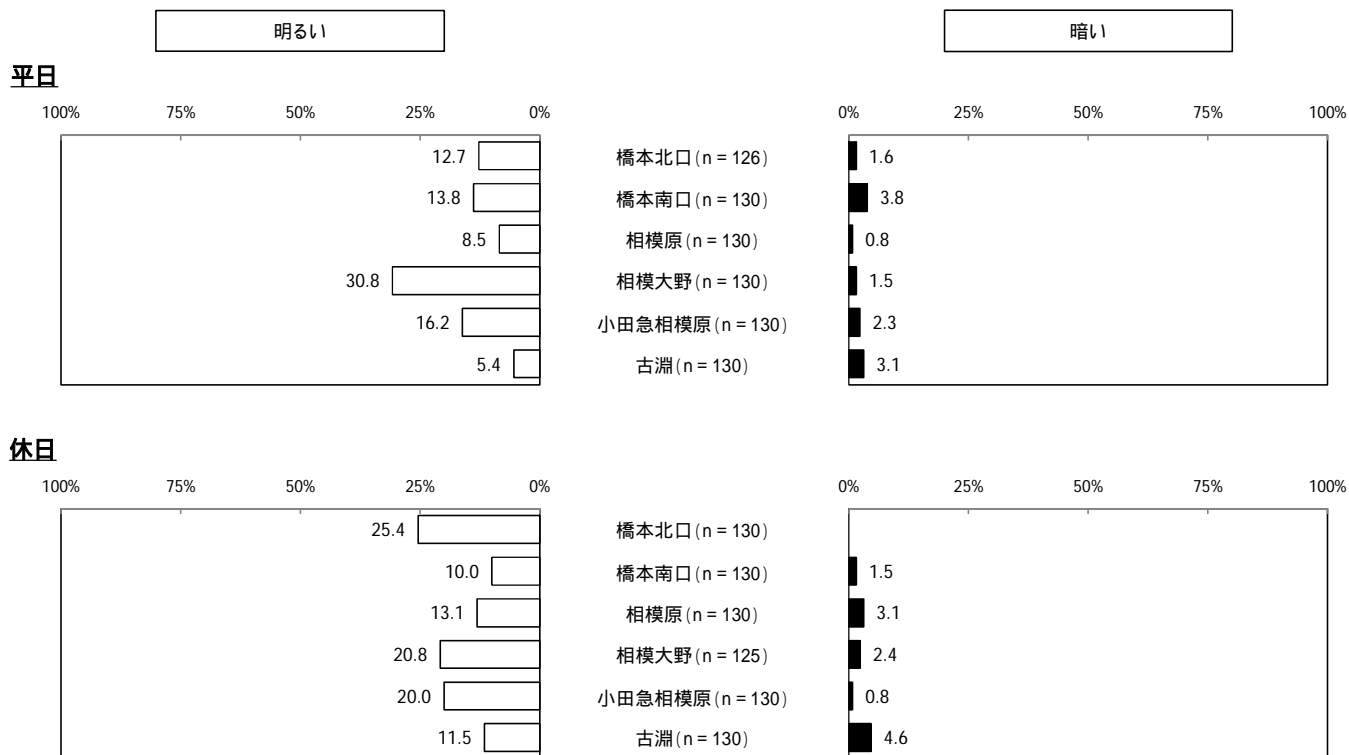 明るい 暗い
平日
100% 75% 50% 25% 0% 0% 25% 50% 75% 100%
12.7 橋本北口(n = 126) 1.6
13.8 橋本南口(n = 130) 3.8
8.5 相模原(n = 130) 0.8
30.8 相模大野(n = 130) 1.5
16.2 小田急相模原(n = 130) 2.3
5.4 古淵(n = 130) 3.1
休日
100% 75% 50% 25% 0% 0% 25% 50% 75% 100%
25.4 橋本北口(n = 130)
10.0 橋本南口(n = 130) 1.5
13.1 相模原(n = 130) 3.1
20.8 相模大野(n = 125) 2.4
20.0 小田急相模原(n = 130) 0.8
11.5 古淵(n = 130) 4.6